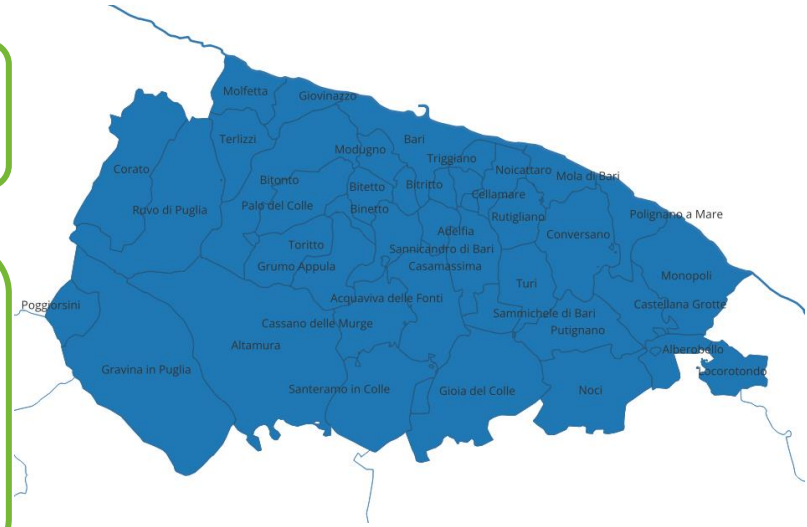 Molfetta
Giovinazzo
Terlizzi
Bari
Modugno
Triggiano
Corato
Noicattaro
Mola di Bari
Bitonto
Bitetto
Bitritto
Cellamare
Ruvo di Puglia
Palo del Colle
Binetto
Rutigliano
Polignano a Mare
Adelfia
Conversano
Toritto
Sannicandro di Bari
Grumo Appula
Casamassima
Monopoli
Turi
Poggiorsini
Acquaviva delle Fonti
Castellana Grotte
Sammichele di Bari
Cassano delle Murge
Putignano
Altamura
Alberobello
Gravina in Puglia
Locorotondo
Santeramo in Colle
Gioia del Colle
Noci